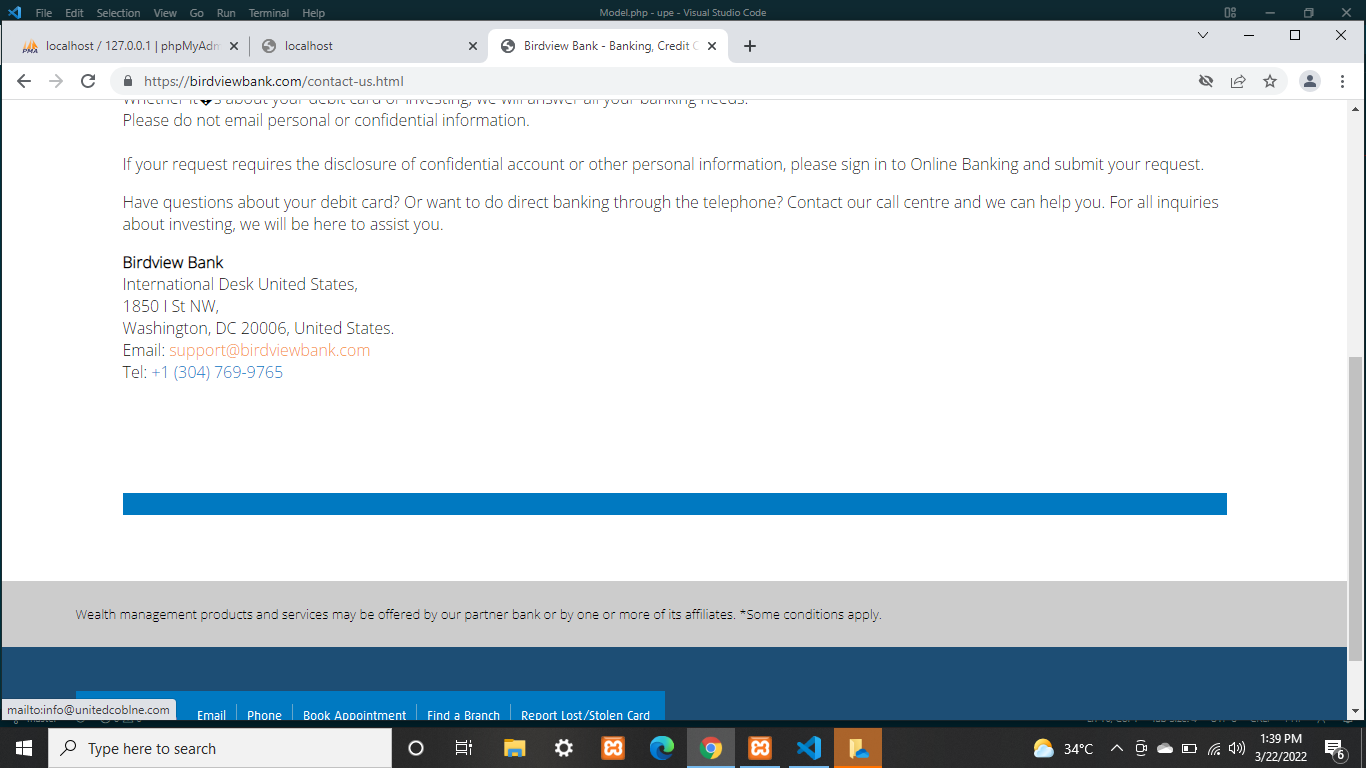 File Edit Selection View Go Run Terminal Help Model.php - upe - Visual Studio Code
localhost / 127.0.0.1 | phpMyAdm localhost Birdview Bank - Banking, Credit C
https://birdviewbank.com/contact-us.html
Whether it�s about your debit card or investing, we will answer all your banking needs.
Please do not email personal or confidential information.
If your request requires the disclosure of confidential account or other personal information, please sign in to Online Banking and submit your request.
Have questions about your debit card? Or want to do direct banking through the telephone? Contact our call centre and we can help you. For all inquiries
about investing, we will be here to assist you.
Birdview Bank
International Desk United States,
1850 I St NW,
Washington, DC 20006, United States.
Email: support@birdviewbank.com
Tel: +1 (304) 769-9765
Wealth management products and services may be offered by our partner bank or by one or more of its affiliates. *Some conditions apply.
Email Phone Book Appointment Find a Branch Report Lost/Stolen Card
mailto:info@unitedcoblne.com
Type here to search
34°C
1:39 PM
3/22/2022
6